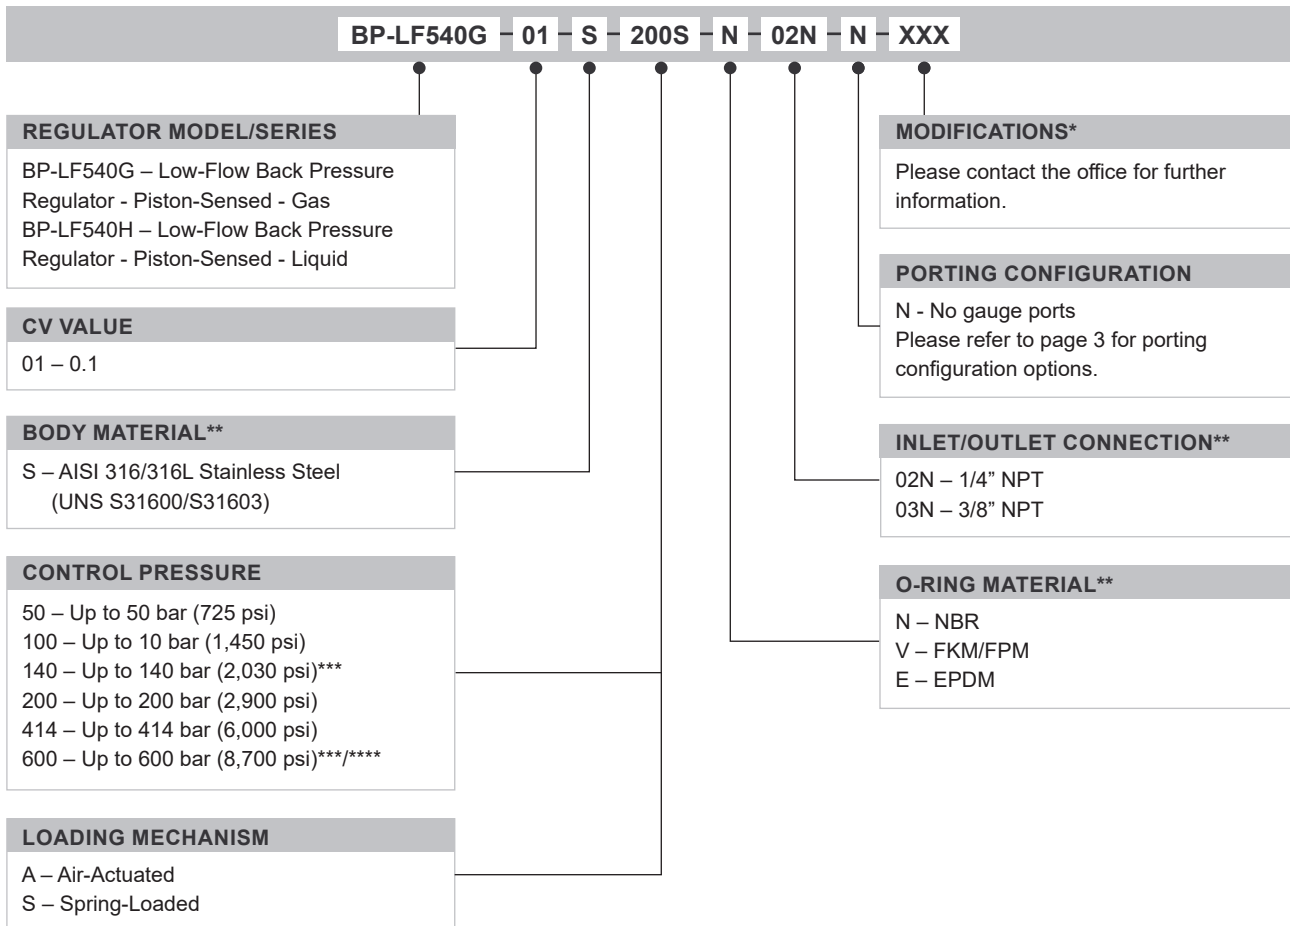 BP-LF540G 01 S 200S N 02N N XXX
REGULATOR MODEL/SERIES
BP-LF540G – Low-Flow Back Pressure
Regulator - Piston-Sensed - Gas
BP-LF540H – Low-Flow Back Pressure
Regulator - Piston-Sensed - Liquid
CV VALUE
01 – 0.1
BODY MATERIAL**
S – AISI 316/316L Stainless Steel
(UNS S31600/S31603)
CONTROL PRESSURE
50 – Up to 50 bar (725 psi)
100 – Up to 10 bar (1,450 psi)
140 – Up to 140 bar (2,030 psi)***
200 – Up to 200 bar (2,900 psi)
414 – Up to 414 bar (6,000 psi)
600 – Up to 600 bar (8,700 psi)***/****
LOADING MECHANISM
A – Air-Actuated
S – Spring-Loaded
MODIFICATIONS*
Please contact the office for further
information.
PORTING CONFIGURATION
N - No gauge ports
Please refer to page 3 for porting
configuration options.
INLET/OUTLET CONNECTION**
02N – 1/4” NPT
03N – 3/8” NPT
O-RING MATERIAL**
N – NBR
V – FKM/FPM
E – EPDM